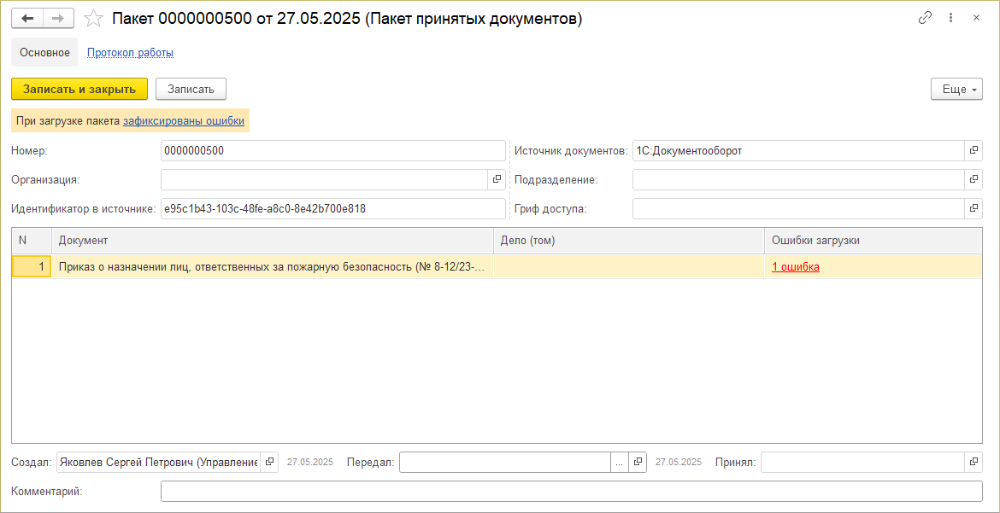 Пакет 0000000500 от 27.05.2025 (Пакет принятых документов)
Основное Протокол работы
Записать и закрыть Записать Еще
При загрузке пакета зафиксированы ошибки
Номер: 0000000500 Источник документов: 1С:Документооборот
Организация: Подразделение:
Идентификатор в источнике: e95c1b43-103c-48fe-a8c0-8e42b700e818 Гриф доступа:
N Документ Дело (том) Ошибки загрузки
1 Приказ о назначении лиц, ответственных за пожарную безопасность (№ 8-12/23-... 1 ошибка
Создал: Яковлев Сергей Петрович (Управление 27.05.2025 Передал: ... 27.05.2025 Принял:
Комментарий: